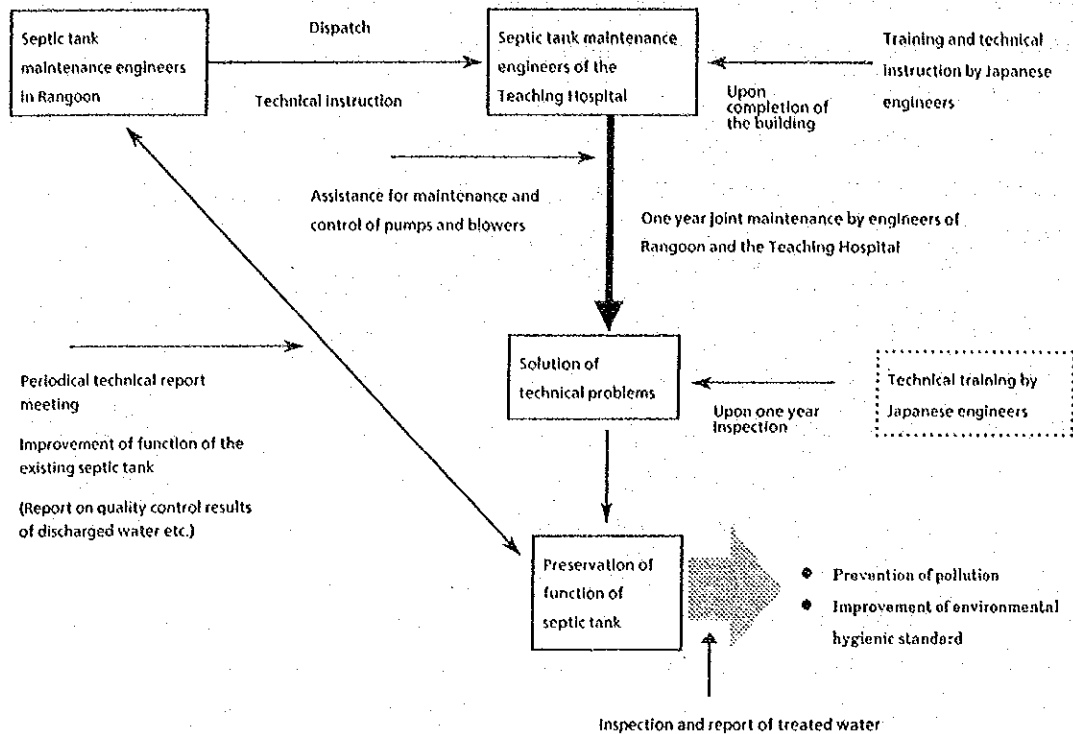 Septic tank
maintenance engineers
in Rangoon
Dispatch
Technical instruction
Septic tank maintenance
engineers of the
Teaching Hospital
Training and technical
instruction by Japanese
engineers
Upon
completion of
the building
Assistance for maintenance and
control of pumps and blowers
One year joint maintenance by engineers of
Rangoon and the Teaching Hospital
Periodical technical report
meeting
Improvement of function of the
existing septic tank
(Report on quality control results
of discharged water etc.)
Solution of
technical problems
Upon one year
inspection
Technical training by
Japanese engineers
Preservation of
function of
septic tank
● Prevention of pollution
● Improvement of environmental
hygienic standard
Inspection and report of treated water